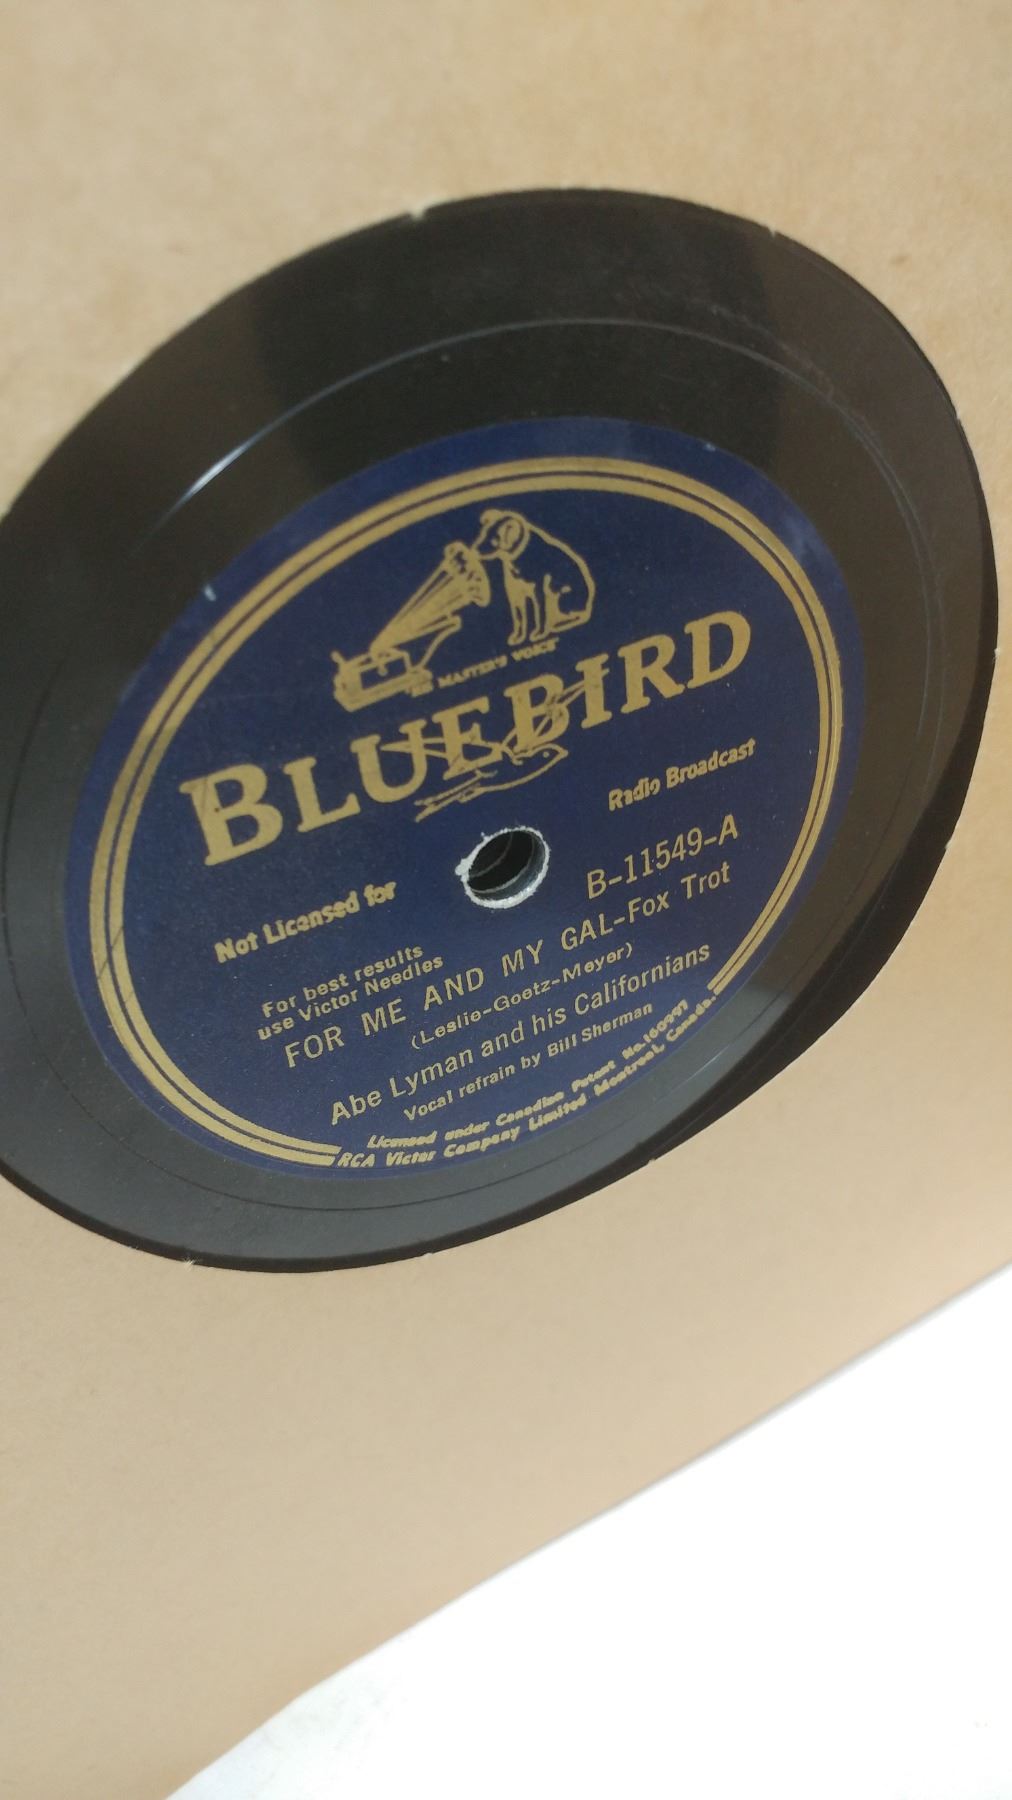 "HIS MASTER'S VOICE"
BLUEBIRD
Not Licensed for Radio Broadcast
B-11549-A
For best results
use Victor Needles
FOR ME AND MY GAL-Fox Trot
(Leslie-Goetz-Meyer)
Abe Lyman and his Californians
Vocal refrain by Bill Sherman
Licensed under Canadian Patent
RCA Victor Company Limited Montreal, Canada.